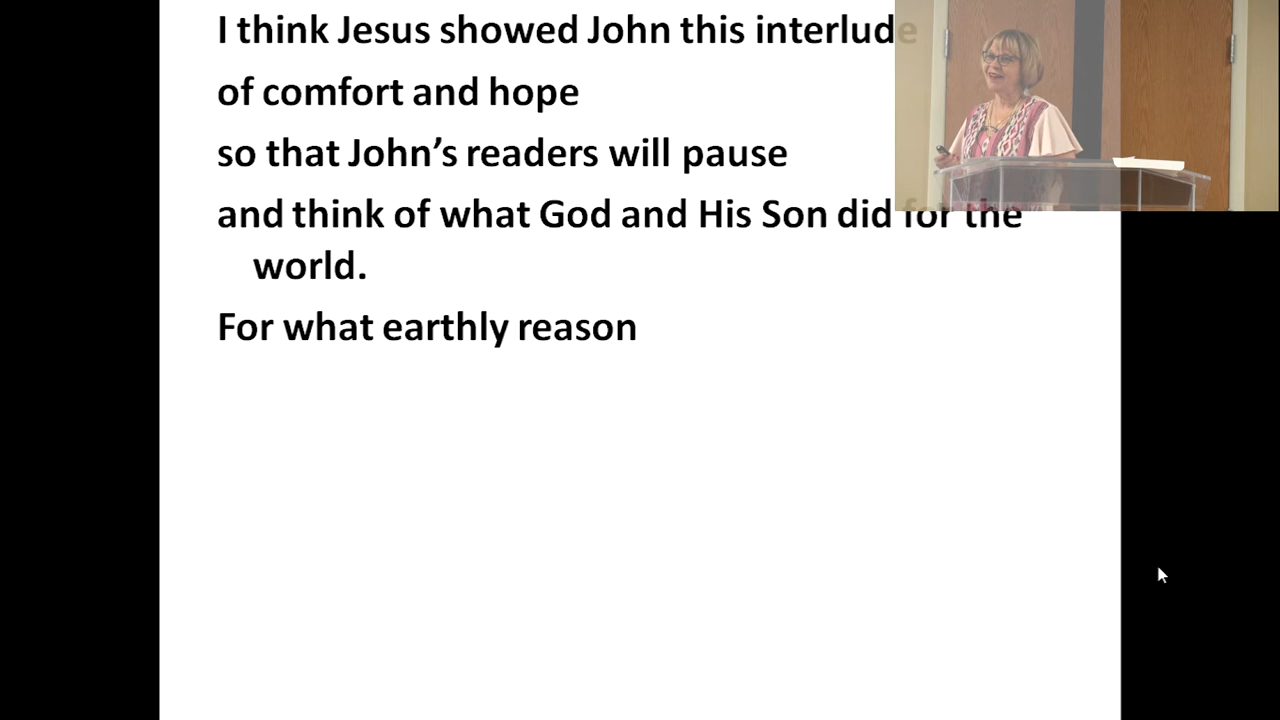 I think Jesus showed John this interlude
of comfort and hope
so that John’s readers will pause
and think of what God and His Son did for the
world.
For what earthly reason